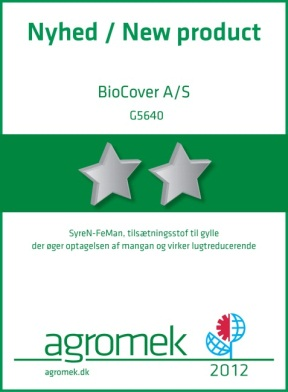 Nyhed / New product
BioCover A/S
G5640
SyreN-FeMan, tilsætningsstof til gylle
der øger optagelsen af mangan og virker lugtreducerende
agromek
agromek.dk
2012